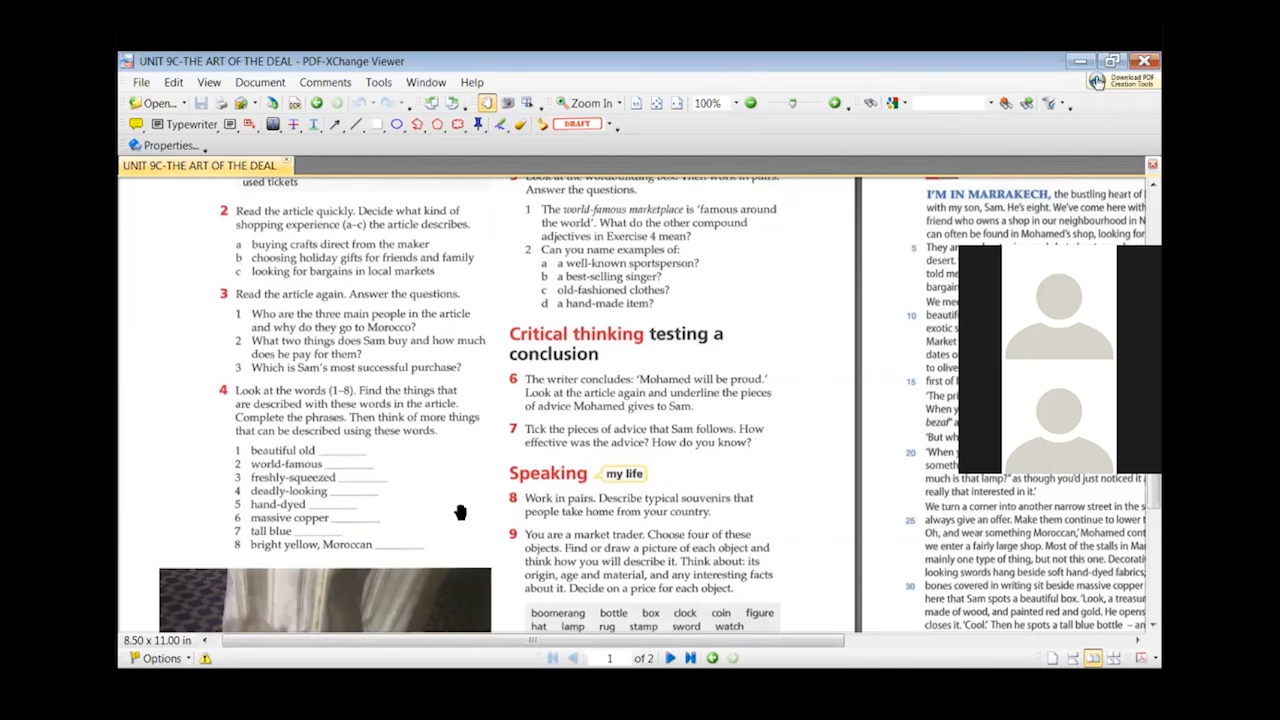 UNIT 9C-THE ART OF THE DEAL - PDF-XChange Viewer
File Edit View Document Comments Tools Window Help
Download PDF
Creation Tools
Open...
Zoom In
100%
Typewriter
DRAFT
Properties...
UNIT 9C-THE ART OF THE DEAL
used tickets
2 Read the article quickly. Decide what kind of
shopping experience (a–c) the article describes.
a buying crafts direct from the maker
b choosing holiday gifts for friends and family
c looking for bargains in local markets
3 Read the article again. Answer the questions.
1 Who are the three main people in the article
and why do they go to Morocco?
2 What two things does Sam buy and how much
does he pay for them?
3 Which is Sam's most successful purchase?
4 Look at the words (1–8). Find the things that
are described with these words in the article.
Complete the phrases. Then think of more things
that can be described using these words.
1 beautiful old ________
2 world-famous ________
3 freshly-squeezed ________
4 deadly-looking ________
5 hand-dyed ________
6 massive copper ________
7 tall blue ________
8 bright yellow, Moroccan ________
Answer the questions.
1 The world-famous marketplace is 'famous around
the world'. What do the other compound
adjectives in Exercise 4 mean?
2 Can you name examples of:
a a well-known sportsperson?
b a best-selling singer?
c old-fashioned clothes?
d a hand-made item?
Critical thinking testing a
conclusion
6 The writer concludes: 'Mohamed will be proud.'
Look at the article again and underline the pieces
of advice Mohamed gives to Sam.
7 Tick the pieces of advice that Sam follows. How
effective was the advice? How do you know?
Speaking my life
8 Work in pairs. Describe typical souvenirs that
people take home from your country.
9 You are a market trader. Choose four of these
objects. Find or draw a picture of each object and
think how you will describe it. Think about: its
origin, age and material, and any interesting facts
about it. Decide on a price for each object.
boomerang bottle box clock coin figure
hat lamp rug stamp sword watch
I'M IN MARRAKECH, the bustling heart of
with my son, Sam. He's eight. We've come here with
friend who owns a shop in our neighbourhood in N
can often be found in Mohamed's shop, looking for
5 They ar
desert.
told me
bargain
We mee
10 beautif
exotic s
Market
dates o
to olive
15 first of
'The pri
When y
bezaf' a
'But wh
20 'When y
someth
much is that lamp?' as though you'd just noticed it
really that interested in it.'
We turn a corner into another narrow street in the s
25 always give an offer. Make them continue to lower t
Oh, and wear something Moroccan,' Mohamed cont
we enter a fairly large shop. Most of the stalls in Ma
mainly one type of thing, but not this one. Decorati
looking swords hang beside soft hand-dyed fabrics;
30 bones covered in writing sit beside massive copper
here that Sam spots a beautiful box. 'Look, a treasur
made of wood, and painted red and gold. He opens
closes it. 'Cool.' Then he spots a tall blue bottle – an
8.50 x 11.00 in
Options
1 of 2